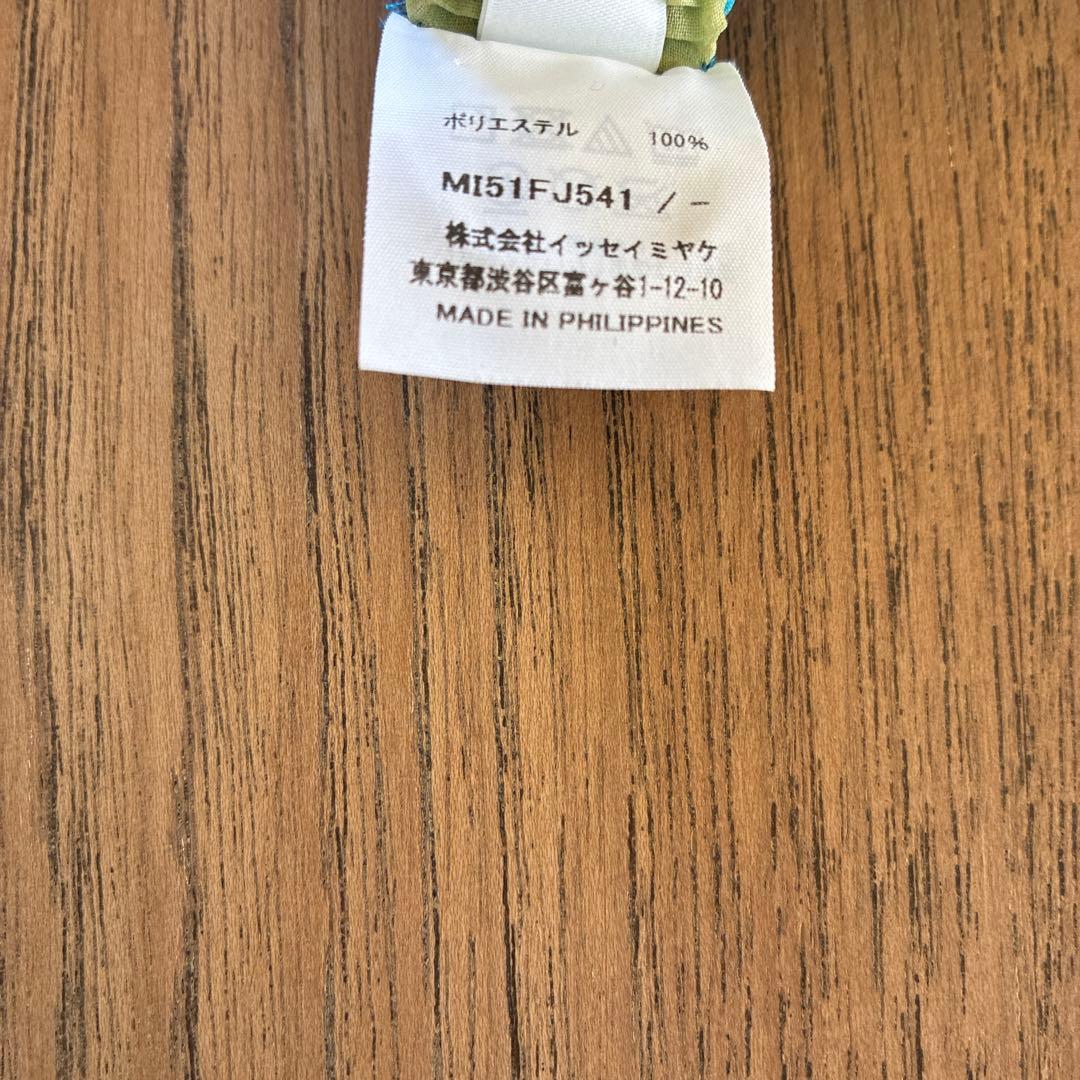 ポリエステル 100%
MI51FJ541 / -
株式会社イッセイミヤケ
東京都渋谷区富ヶ谷1-12-10
MADE IN PHILIPPINES